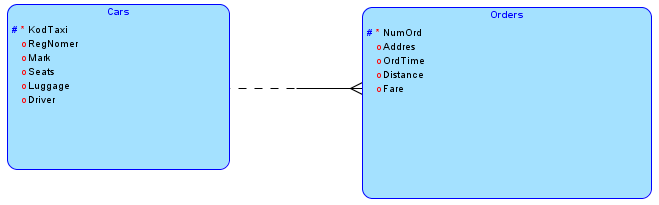 Cars
# * KodTaxi
o RegNomer
o Mark
o Seats
o Luggage
o Driver
Orders
# * NumOrd
o Addres
o OrdTime
o Distance
o Fare